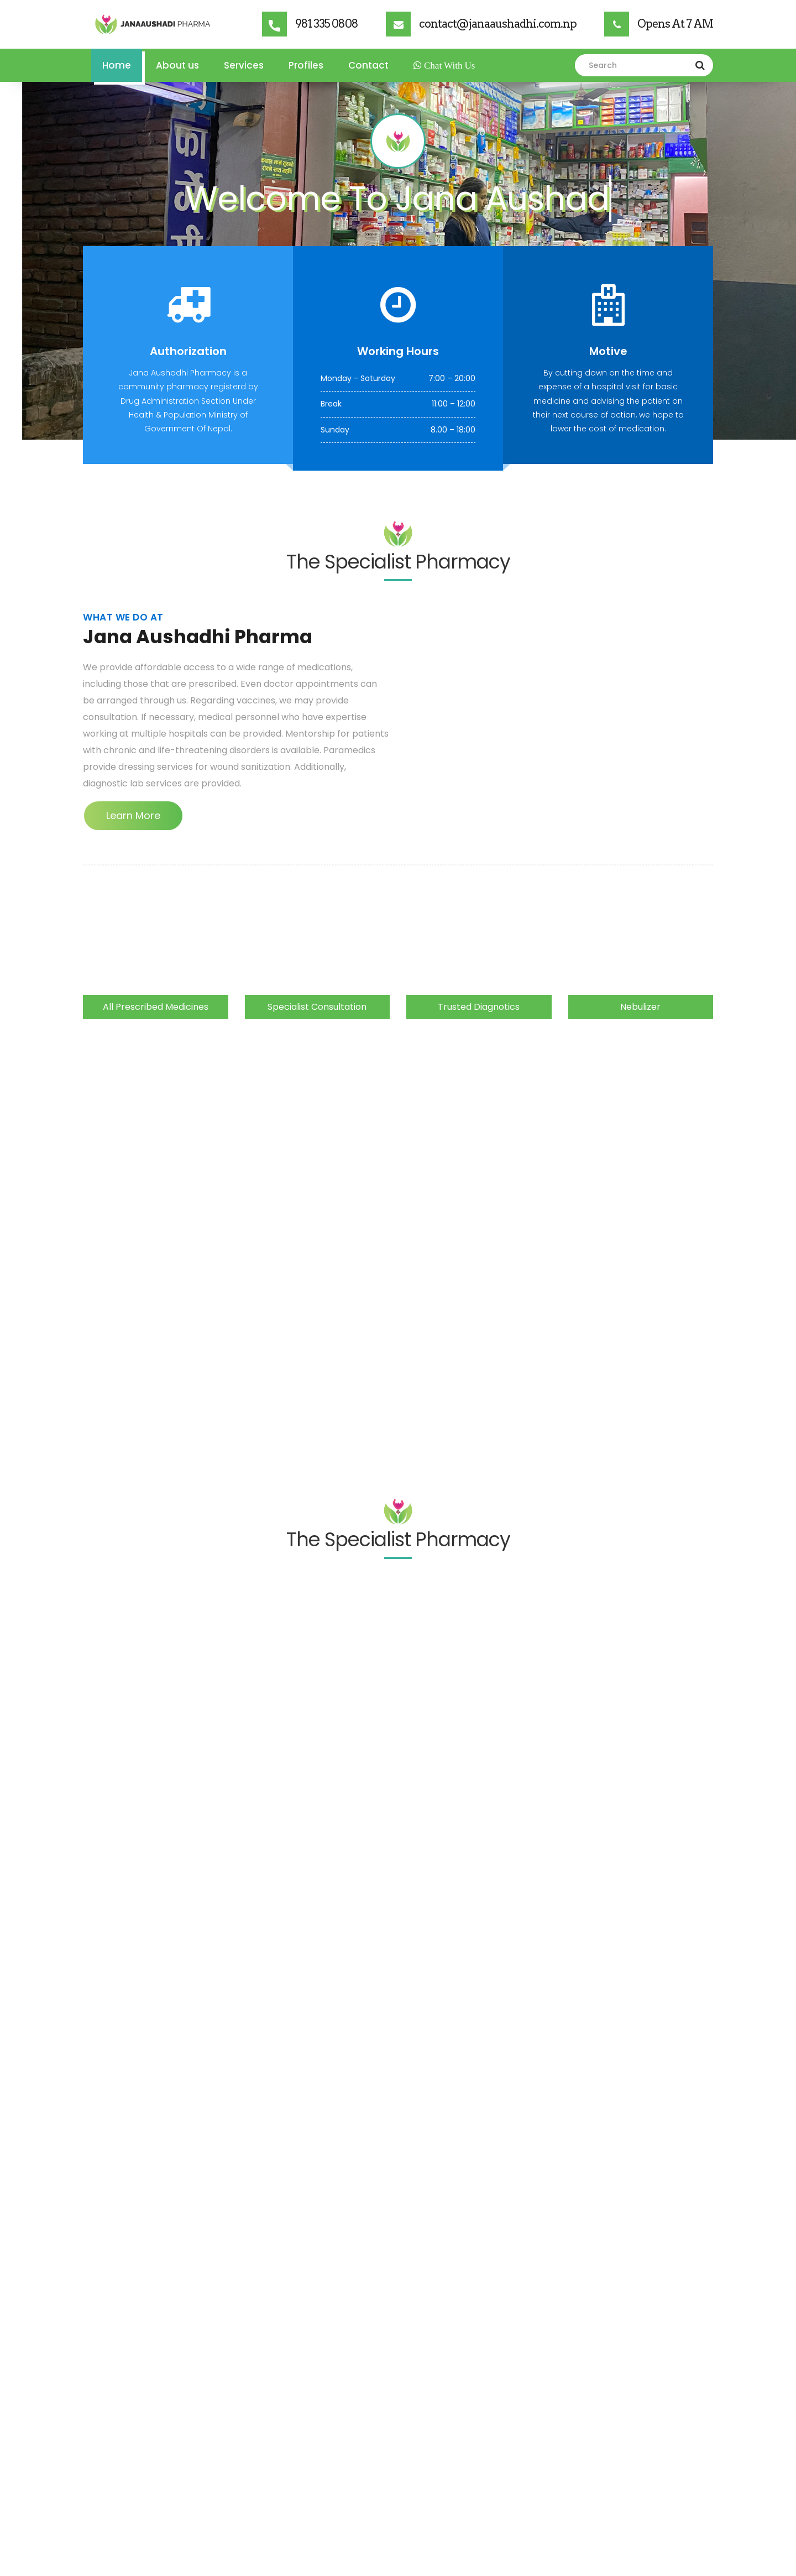 JANAAUSHADI PHARMA
981 335 0808
contact@janaaushadhi.com.np
Opens At 7 AM
Home
About us
Services
Profiles
Contact
Chat With Us
Search
Welcome To Jana Aushad
Authorization
Jana Aushadhi Pharmacy is a
community pharmacy registerd by
Drug Administration Section Under
Health & Population Ministry of
Government Of Nepal.
Working Hours
Monday - Saturday 7:00 – 20:00
Break 11:00 – 12:00
Sunday 8.00 – 18:00
Motive
By cutting down on the time and
expense of a hospital visit for basic
medicine and advising the patient on
their next course of action, we hope to
lower the cost of medication.
The Specialist Pharmacy
WHAT WE DO AT
Jana Aushadhi Pharma
We provide affordable access to a wide range of medications,
including those that are prescribed. Even doctor appointments can
be arranged through us. Regarding vaccines, we may provide
consultation. If necessary, medical personnel who have expertise
working at multiple hospitals can be provided. Mentorship for patients
with chronic and life-threatening disorders is available. Paramedics
provide dressing services for wound sanitization. Additionally,
diagnostic lab services are provided.
Learn More
All Prescribed Medicines
Specialist Consultation
Trusted Diagnotics
Nebulizer
The Specialist Pharmacy